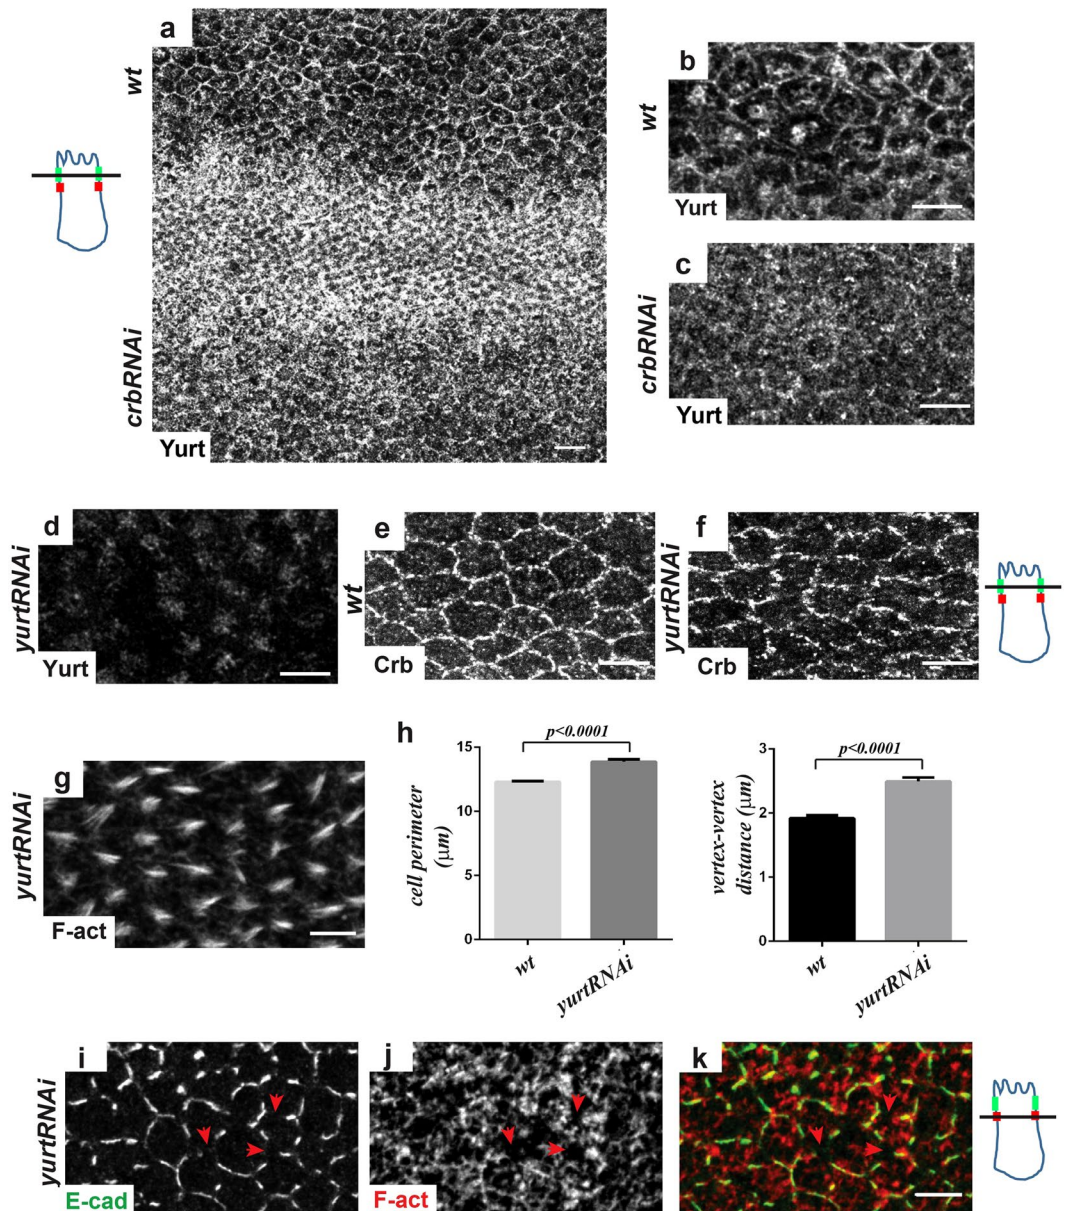 a
wt
crbRNAi
Yurt
b
wt
Yurt
c
crbRNAi
Yurt
d
yurtRNAi
Yurt
e
wt
Crb
f
yurtRNAi
Crb
g
yurtRNAi
F-act
h
p<0.0001
15
10
5
0
cell perimeter
(μm)
wt
yurtRNAi
p<0.0001
3
2
1
0
vertex-vertex
distance (μm)
wt
yurtRNAi
i
yurtRNAi
E-cad
j
F-act
k